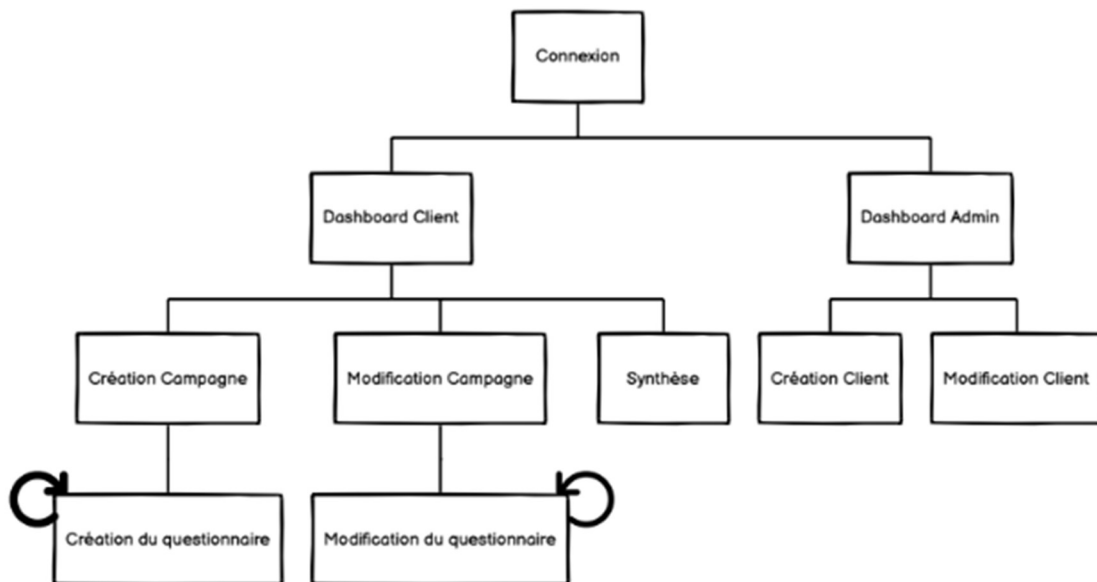 Connexion
Dashboard Client
Dashboard Admin
Création Campagne
Modification Campagne
Synthèse
Création Client
Modification Client
Création du questionnaire
Modification du questionnaire